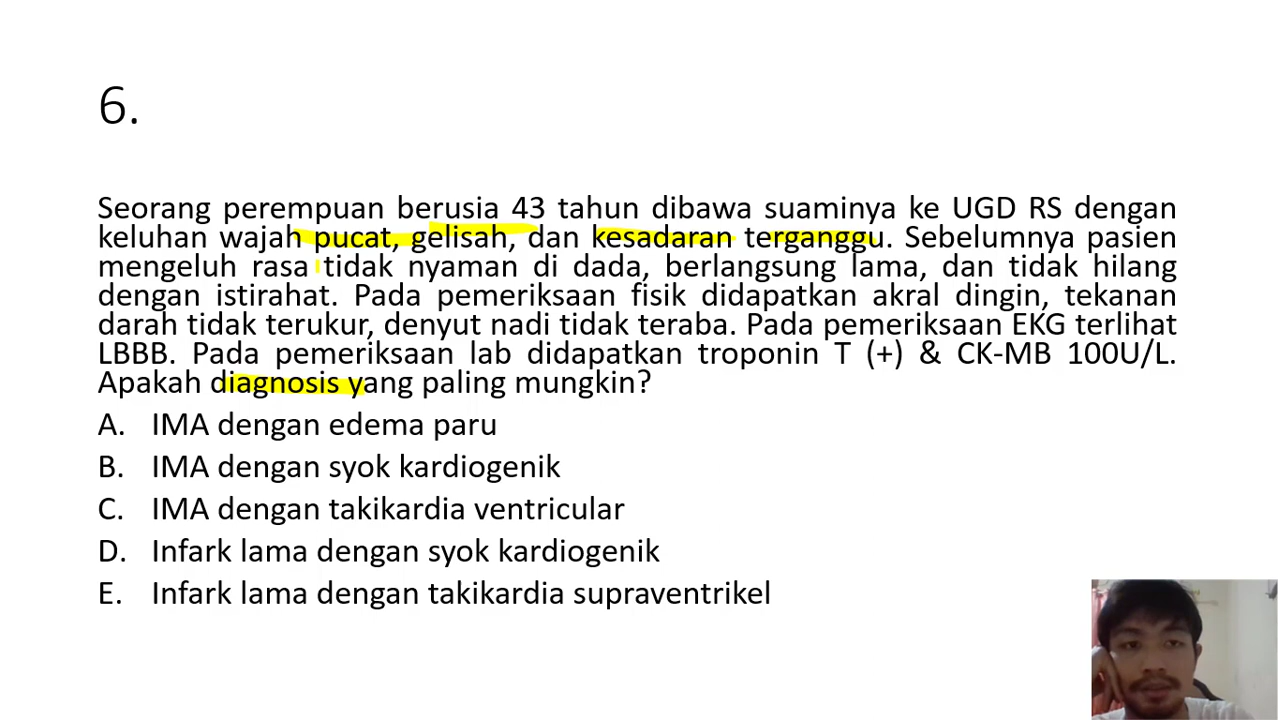 6.
Seorang perempuan berusia 43 tahun dibawa suaminya ke UGD RS dengan
keluhan wajah pucat, gelisah, dan kesadaran terganggu. Sebelumnya pasien
mengeluh rasa tidak nyaman di dada, berlangsung lama, dan tidak hilang
dengan istirahat. Pada pemeriksaan fisik didapatkan akral dingin, tekanan
darah tidak terukur, denyut nadi tidak teraba. Pada pemeriksaan EKG terlihat
LBBB. Pada pemeriksaan lab didapatkan troponin T (+) & CK-MB 100U/L.
Apakah diagnosis yang paling mungkin?
A. IMA dengan edema paru
B. IMA dengan syok kardiogenik
C. IMA dengan takikardia ventricular
D. Infark lama dengan syok kardiogenik
E. Infark lama dengan takikardia supraventrikel